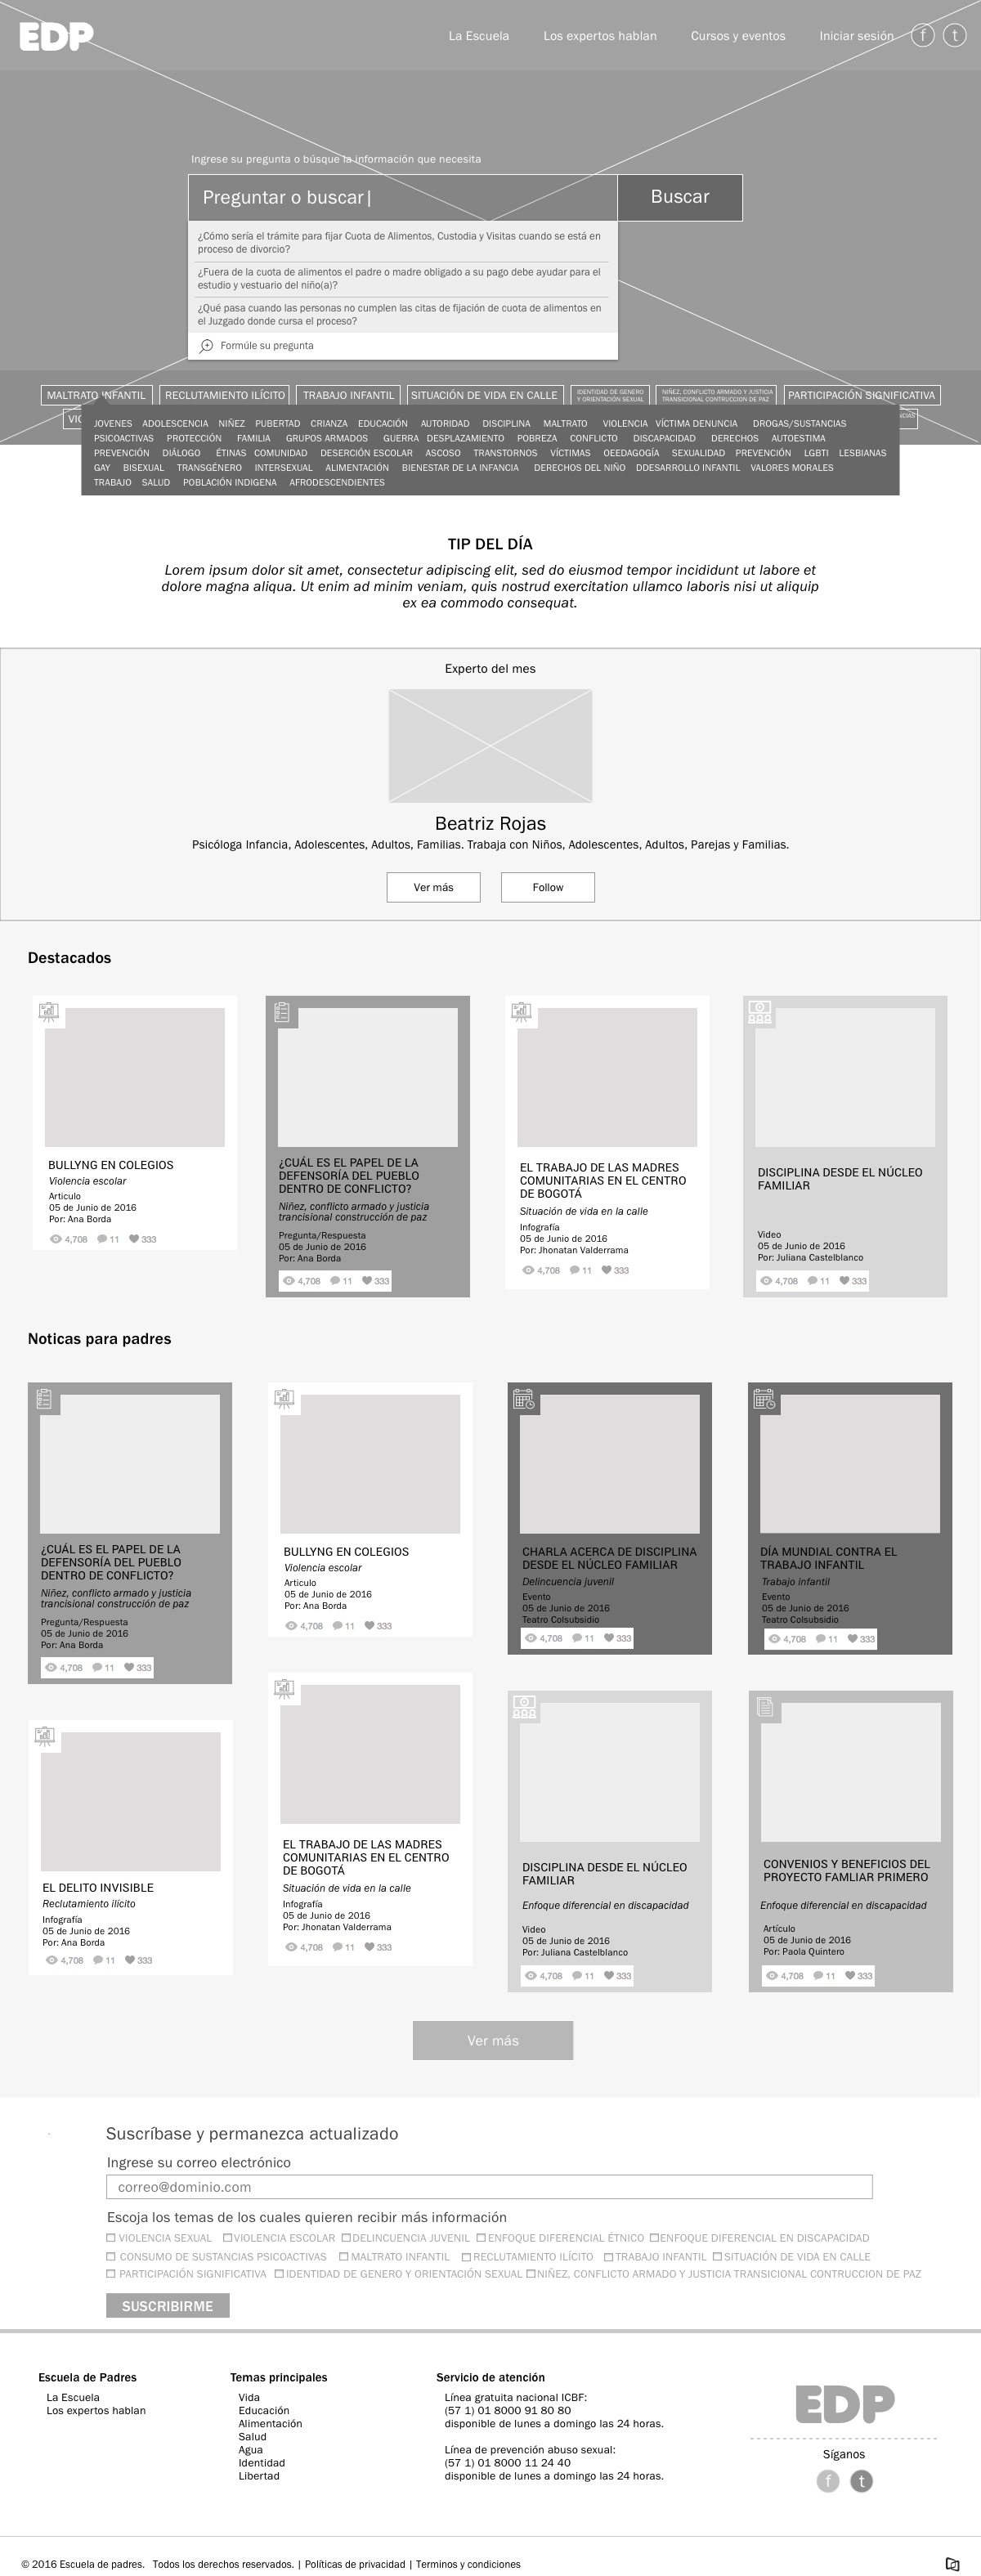 EDP
La Escuela Los expertos hablan Cursos y eventos Iniciar sesión f t
Ingrese su pregunta o búsque la información que necesita
Preguntar o buscar| Buscar
¿Cómo sería el trámite para fijar Cuota de Alimentos, Custodia y Visitas cuando se está en
proceso de divorcio?
¿Fuera de la cuota de alimentos el padre o madre obligado a su pago debe ayudar para el
estudio y vestuario del niño(a)?
¿Qué pasa cuando las personas no cumplen las citas de fijación de cuota de alimentos en
el Juzgado donde cursa el proceso?
Formúle su pregunta
MALTRATO INFANTIL RECLUTAMIENTO ILÍCITO TRABAJO INFANTIL SITUACIÓN DE VIDA EN CALLE IDENTIDAD DE GENERO NIÑEZ, CONFLICTO ARMADO Y JUSTICIA PARTICIPACIÓN SIGNIFICATIVA
Y ORIENTACIÓN SEXUAL TRANSICIONAL CONTRUCCION DE PAZ
JOVENES ADOLESCENCIA NIÑEZ PUBERTAD CRIANZA EDUCACIÓN AUTORIDAD DISCIPLINA MALTRATO VIOLENCIA VÍCTIMA DENUNCIA DROGAS/SUSTANCIAS
PSICOACTIVAS PROTECCIÓN FAMILIA GRUPOS ARMADOS GUERRA DESPLAZAMIENTO POBREZA CONFLICTO DISCAPACIDAD DERECHOS AUTOESTIMA
PREVENCIÓN DIÁLOGO ÉTINAS COMUNIDAD DESERCIÓN ESCOLAR ASCOSO TRANSTORNOS VÍCTIMAS OEEDAGOGÍA SEXUALIDAD PREVENCIÓN LGBTI LESBIANAS
GAY BISEXUAL TRANSGÉNERO INTERSEXUAL ALIMENTACIÓN BIENESTAR DE LA INFANCIA DERECHOS DEL NIÑO DDESARROLLO INFANTIL VALORES MORALES
TRABAJO SALUD POBLACIÓN INDIGENA AFRODESCENDIENTES
TIP DEL DÍA
Lorem ipsum dolor sit amet, consectetur adipiscing elit, sed do eiusmod tempor incididunt ut labore et
dolore magna aliqua. Ut enim ad minim veniam, quis nostrud exercitation ullamco laboris nisi ut aliquip
ex ea commodo consequat.
Experto del mes
Beatriz Rojas
Psicóloga Infancia, Adolescentes, Adultos, Familias. Trabaja con Niños, Adolescentes, Adultos, Parejas y Familias.
Ver más Follow
Destacados
BULLYNG EN COLEGIOS
Violencia escolar
Articulo
05 de Junio de 2016
Por: Ana Borda
4,708 11 333
¿CUÁL ES EL PAPEL DE LA
DEFENSORÍA DEL PUEBLO
DENTRO DE CONFLICTO?
Niñez, conflicto armado y justicia
trancisional construcción de paz
Pregunta/Respuesta
05 de Junio de 2016
Por: Ana Borda
4,708 11 333
EL TRABAJO DE LAS MADRES
COMUNITARIAS EN EL CENTRO
DE BOGOTÁ
Situación de vida en la calle
Infografía
05 de Junio de 2016
Por: Jhonatan Valderrama
4,708 11 333
DISCIPLINA DESDE EL NÚCLEO
FAMILIAR
Video
05 de Junio de 2016
Por: Juliana Castelblanco
4,708 11 333
Noticas para padres
¿CUÁL ES EL PAPEL DE LA
DEFENSORÍA DEL PUEBLO
DENTRO DE CONFLICTO?
Niñez, conflicto armado y justicia
trancisional construcción de paz
Pregunta/Respuesta
05 de Junio de 2016
Por: Ana Borda
4,708 11 333
BULLYNG EN COLEGIOS
Violencia escolar
Articulo
05 de Junio de 2016
Por: Ana Borda
4,708 11 333
CHARLA ACERCA DE DISCIPLINA
DESDE EL NÚCLEO FAMILIAR
Delincuencia juvenil
Evento
05 de Junio de 2016
Teatro Colsubsidio
4,708 11 333
DÍA MUNDIAL CONTRA EL
TRABAJO INFANTIL
Trabajo infantil
Evento
05 de Junio de 2016
Teatro Colsubsidio
4,708 11 333
EL DELITO INVISIBLE
Reclutamiento ilícito
Infografía
05 de Junio de 2016
Por: Ana Borda
4,708 11 333
EL TRABAJO DE LAS MADRES
COMUNITARIAS EN EL CENTRO
DE BOGOTÁ
Situación de vida en la calle
Infografía
05 de Junio de 2016
Por: Jhonatan Valderrama
4,708 11 333
DISCIPLINA DESDE EL NÚCLEO
FAMILIAR
Enfoque diferencial en discapacidad
Video
05 de Junio de 2016
Por: Juliana Castelblanco
4,708 11 333
CONVENIOS Y BENEFICIOS DEL
PROYECTO FAMLIAR PRIMERO
Enfoque diferencial en discapacidad
Artículo
05 de Junio de 2016
Por: Paola Quintero
4,708 11 333
Ver más
Suscríbase y permanezca actualizado
Ingrese su correo electrónico
correo@dominio.com
Escoja los temas de los cuales quieren recibir más información
VIOLENCIA SEXUAL VIOLENCIA ESCOLAR DELINCUENCIA JUVENIL ENFOQUE DIFERENCIAL ÉTNICO ENFOQUE DIFERENCIAL EN DISCAPACIDAD
CONSUMO DE SUSTANCIAS PSICOACTIVAS MALTRATO INFANTIL RECLUTAMIENTO ILÍCITO TRABAJO INFANTIL SITUACIÓN DE VIDA EN CALLE
PARTICIPACIÓN SIGNIFICATIVA IDENTIDAD DE GENERO Y ORIENTACIÓN SEXUAL NIÑEZ, CONFLICTO ARMADO Y JUSTICIA TRANSICIONAL CONTRUCCION DE PAZ
SUSCRIBIRME
Escuela de Padres
La Escuela
Los expertos hablan
Temas principales
Vida
Educación
Alimentación
Salud
Agua
Identidad
Libertad
Servicio de atención
Línea gratuita nacional ICBF:
(57 1) 01 8000 91 80 80
disponible de lunes a domingo las 24 horas.
Línea de prevención abuso sexual:
(57 1) 01 8000 11 24 40
disponible de lunes a domingo las 24 horas.
EDP
Síganos
f t
© 2016 Escuela de padres. Todos los derechos reservados. | Políticas de privacidad | Terminos y condiciones